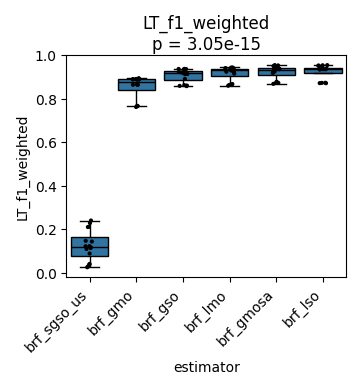 LT_f1_weighted
p = 3.05e-15
LT_f1_weighted
1.0
0.8
0.6
0.4
0.2
0.0
brf_sgso_us
brf_gmo
brf_gso
brf_lmo
brf_gmosa
brf_lso
estimator